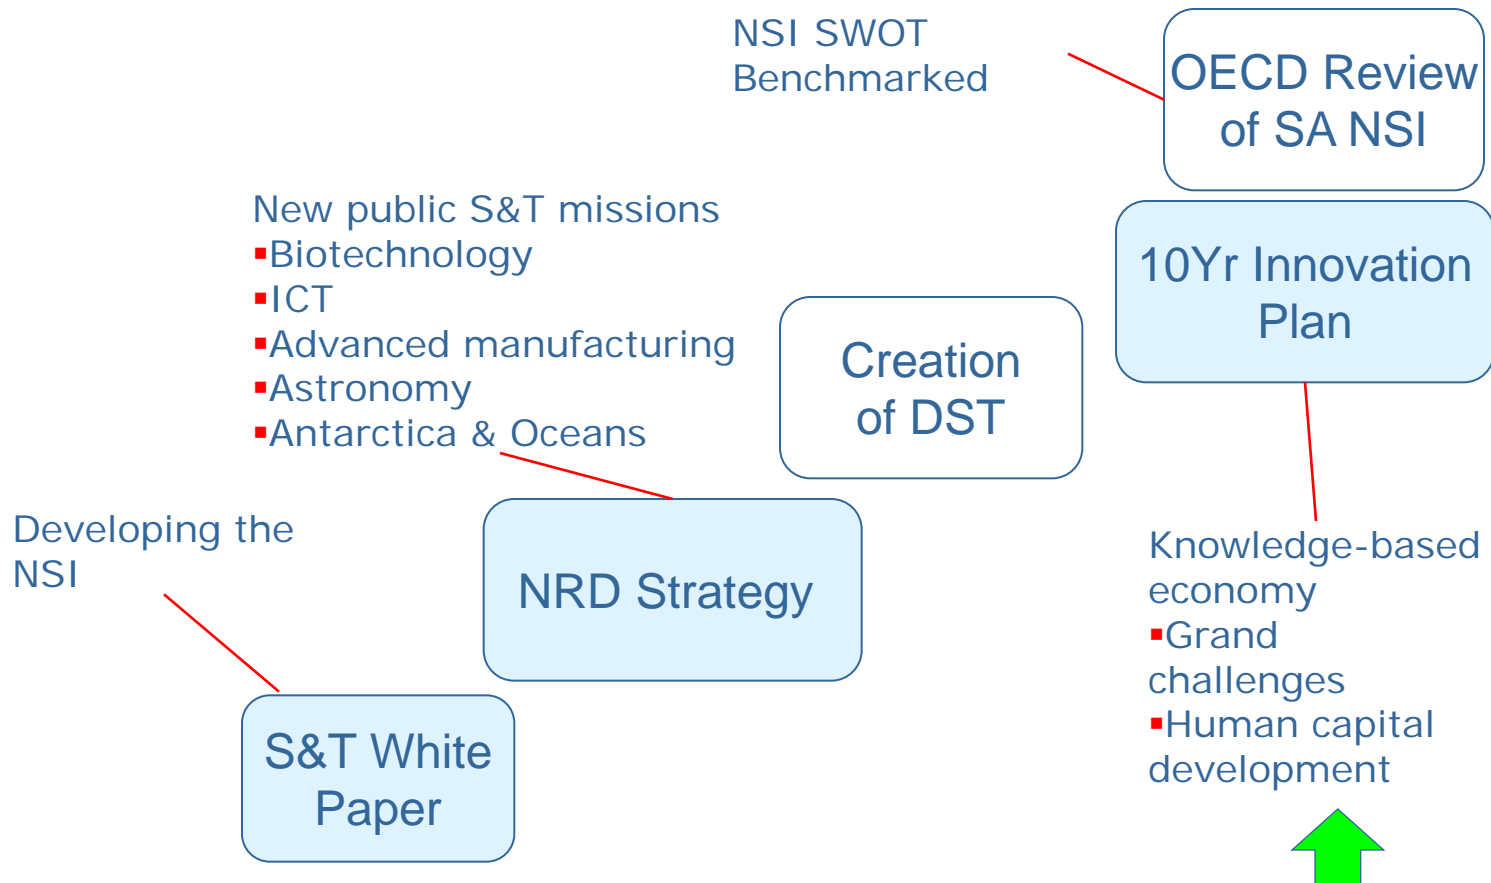 NSI SWOT
Benchmarked
OECD Review
of SA NSI
New public S&T missions
▪Biotechnology
▪ICT
▪Advanced manufacturing
▪Astronomy
▪Antarctica & Oceans
10Yr Innovation
Plan
Creation
of DST
Developing the
NSI
NRD Strategy
Knowledge-based
economy
▪Grand
challenges
▪Human capital
development
S&T White
Paper